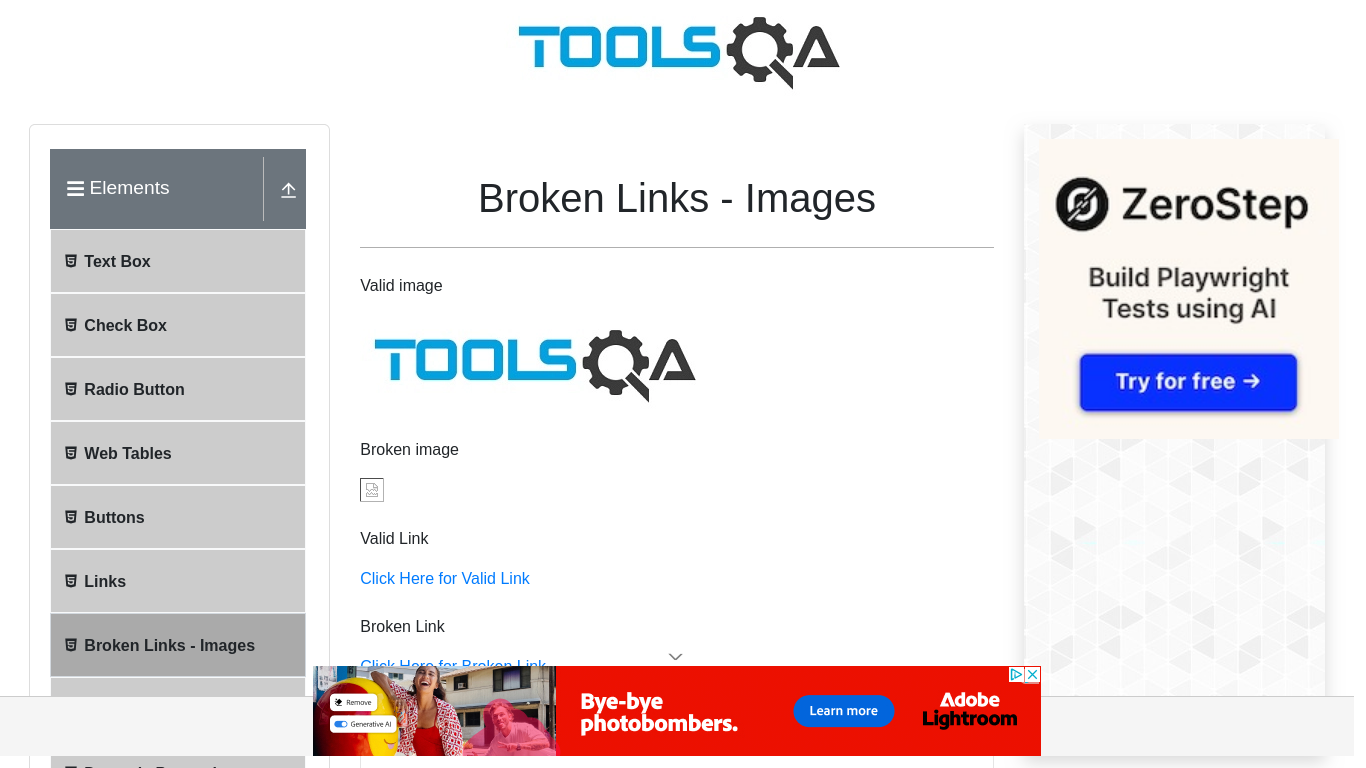 TOOLSQA
Elements
Text Box
Check Box
Radio Button
Web Tables
Buttons
Links
Broken Links - Images
Broken Links - Images
Valid image
TOOLSQA
Broken image
Valid Link
Click Here for Valid Link
Broken Link
Click Here for Broken Link
ZeroStep
Build Playwright
Tests using AI
Try for free →
Remove
Generative AI
Bye-bye
photobombers.
Learn more
Adobe
Lightroom